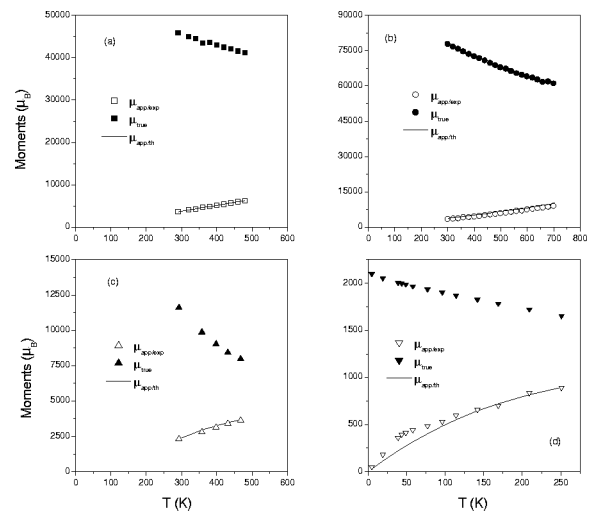 50000
40000
30000
20000
10000
0
0 100 200 300 400 500 600
Moments (μB)
(a)
μapp/exp
μtrue
μapp/th
90000
75000
60000
45000
30000
15000
0
0 100 200 300 400 500 600 700 800
(b)
μapp/exp
μtrue
μapp/th
15000
12500
10000
7500
5000
2500
0
0 100 200 300 400 500 600
Moments (μB)
T (K)
(c)
μapp/exp
μtrue
μapp/th
2000
1500
1000
500
0
0 50 100 150 200 250
T (K)
μapp/exp
μtrue
μapp/th
(d)